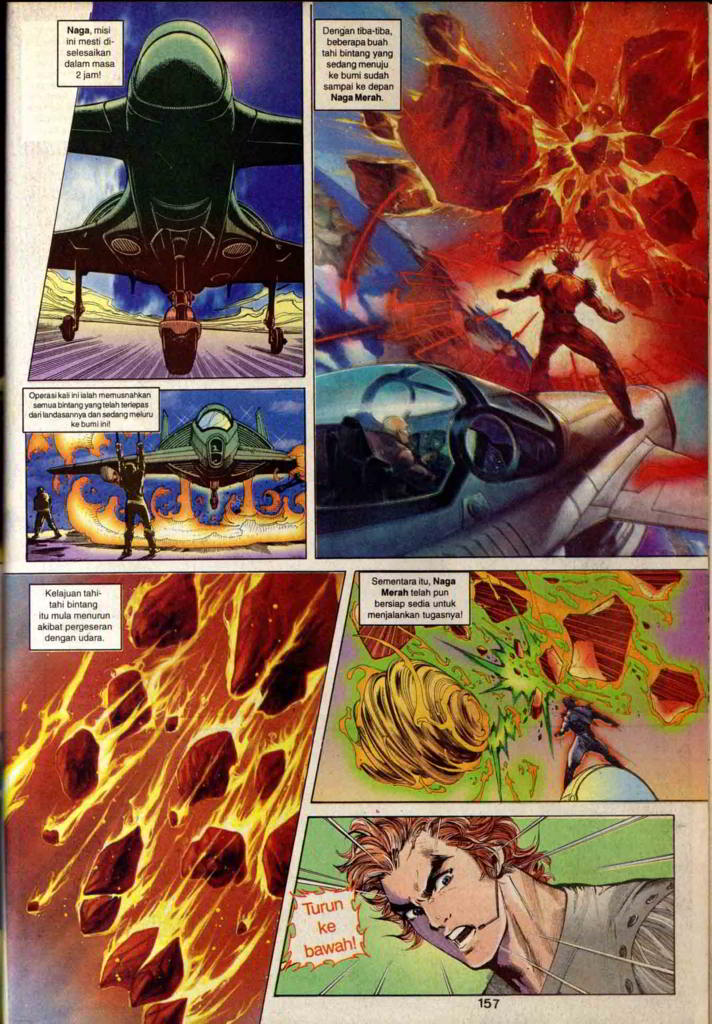 Naga, misi
ini mesti di-
selesaikan
dalam masa
2 jam!
Dengan tiba-tiba,
beberapa buah
tahi bintang yang
sedang menuju
ke bumi sudah
sampai ke depan
Naga Merah.
Operasi kali ini ialah memusnahkan
semua bintang yang telah terlepas
dari landasannya dan sedang meluru
ke bumi ini!
Kelajuan tahi-
tahi bintang
itu mula menurun
akibat pergeseran
dengan udara.
Sementara itu, Naga
Merah telah pun
bersiap sedia untuk
menjalankan tugasnya!
Turun
ke
bawah!
157